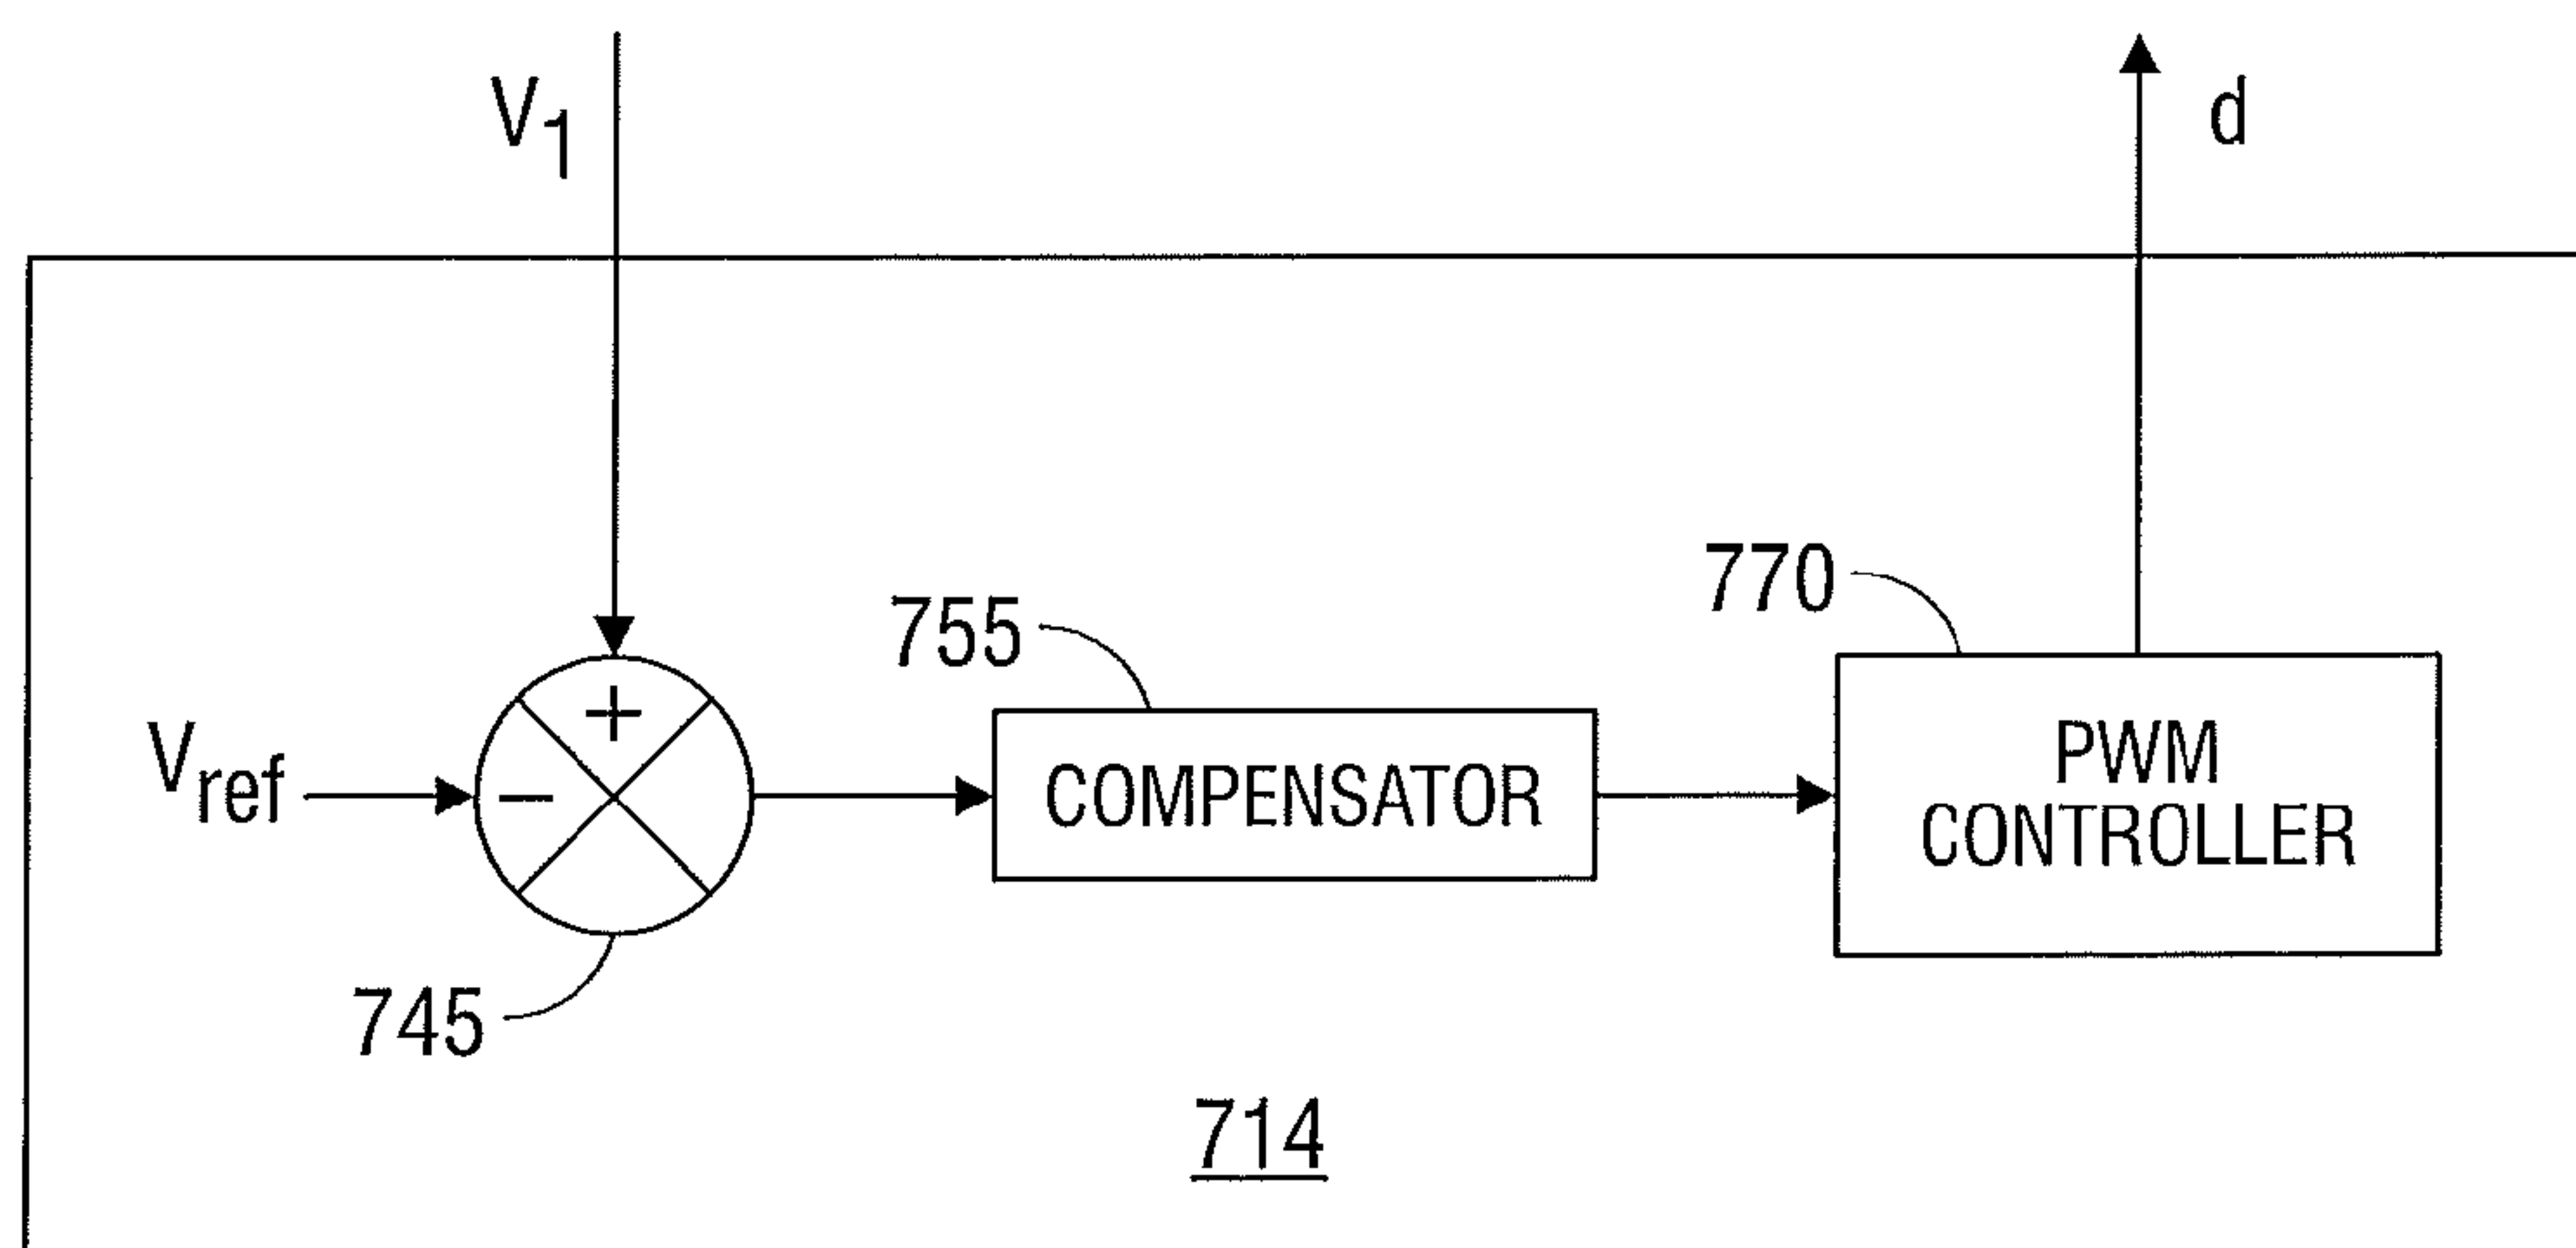 V1
d
770
755
+
Vref
−
COMPENSATOR
PWM
CONTROLLER
745
714